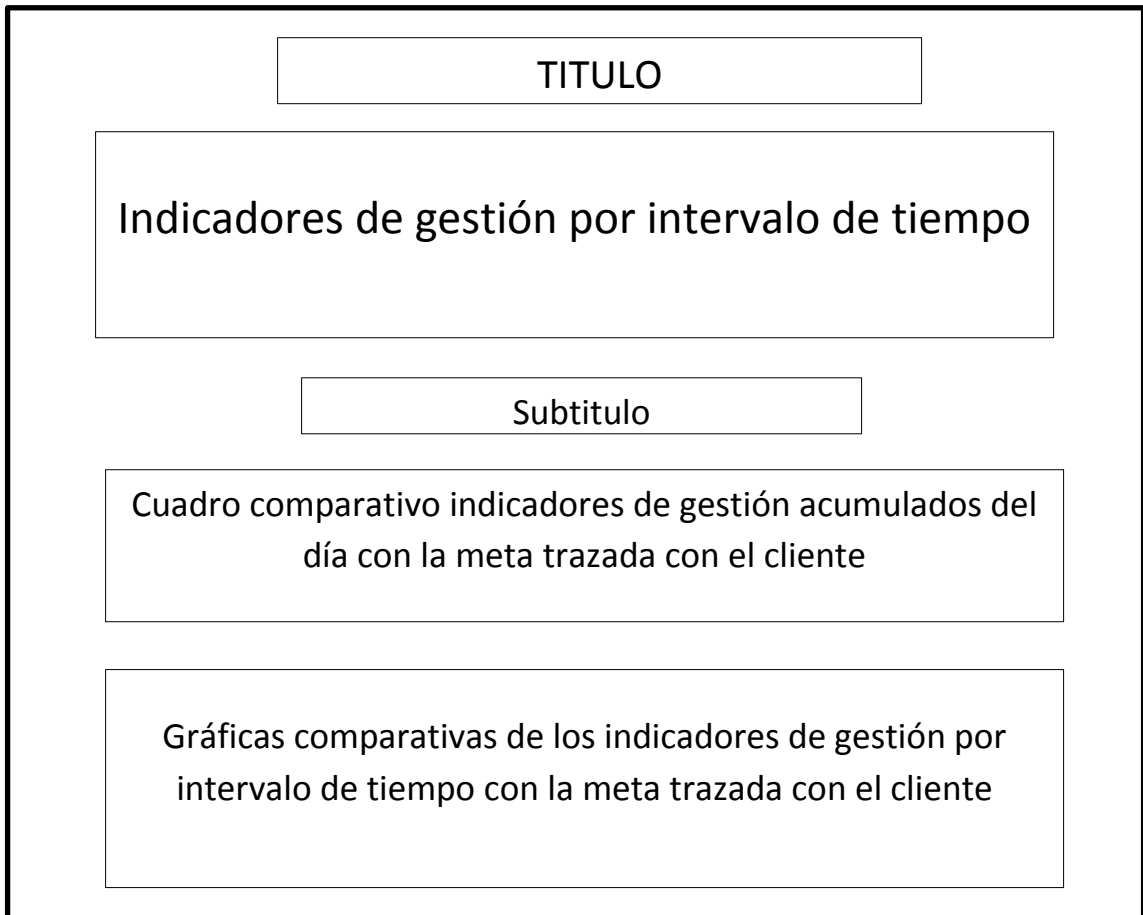 TITULO
Indicadores de gestión por intervalo de tiempo
Subtitulo
Cuadro comparativo indicadores de gestión acumulados del
día con la meta trazada con el cliente
Gráficas comparativas de los indicadores de gestión por
intervalo de tiempo con la meta trazada con el cliente